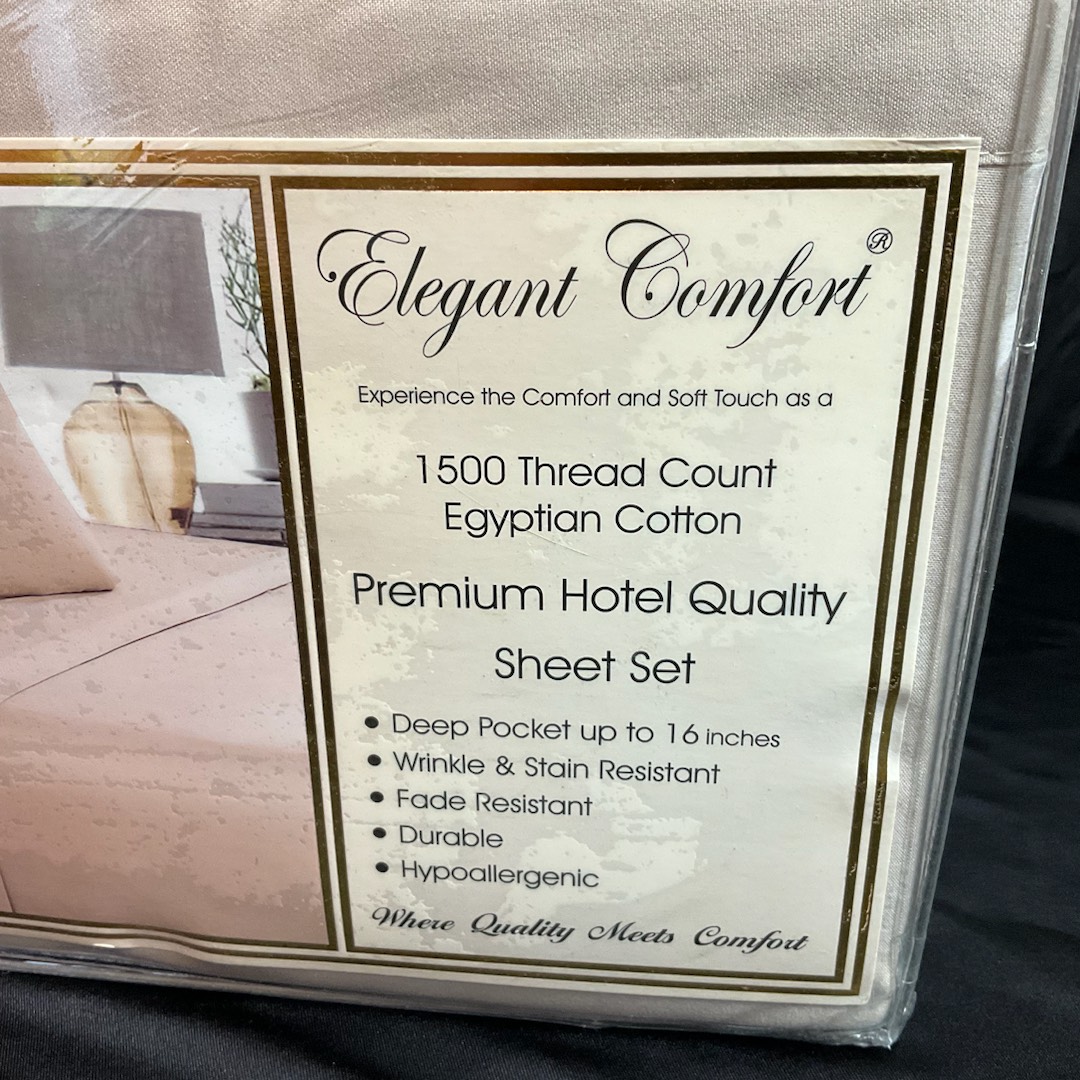 Elegant Comfort®
Experience the Comfort and Soft Touch as a
1500 Thread Count
Egyptian Cotton
Premium Hotel Quality
Sheet Set
• Deep Pocket up to 16 inches
• Wrinkle & Stain Resistant
• Fade Resistant
• Durable
• Hypoallergenic
Where Quality Meets Comfort